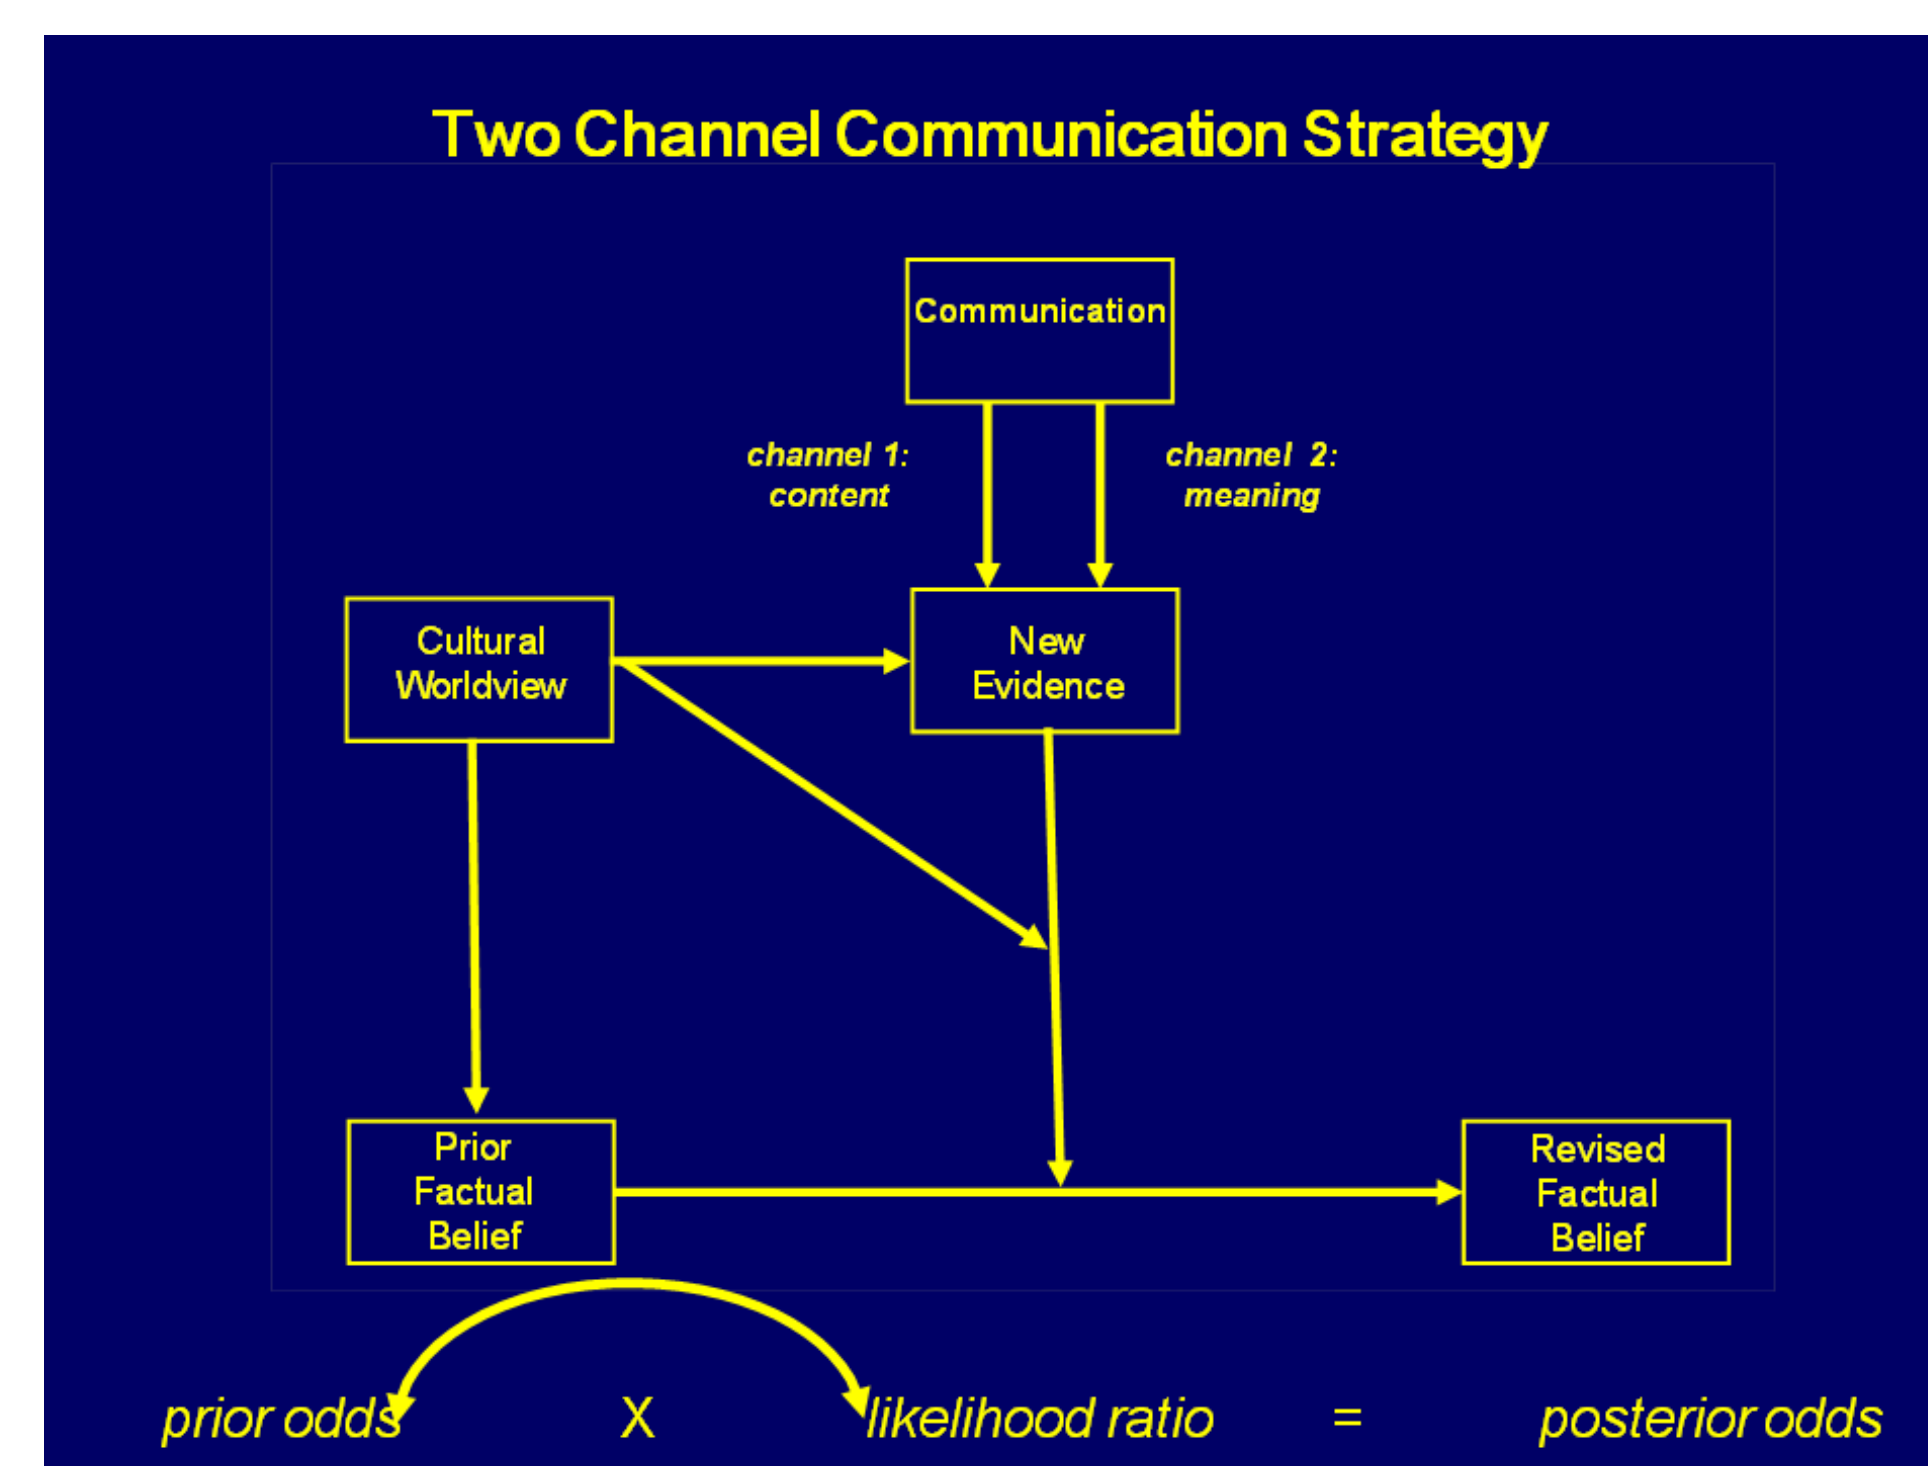 Two Channel Communication Strategy
Communication
channel 1:
content
channel 2:
meaning
Cultural
Worldview
New
Evidence
Prior
Factual
Belief
Revised
Factual
Belief
prior odds X likelihood ratio = posterior odds